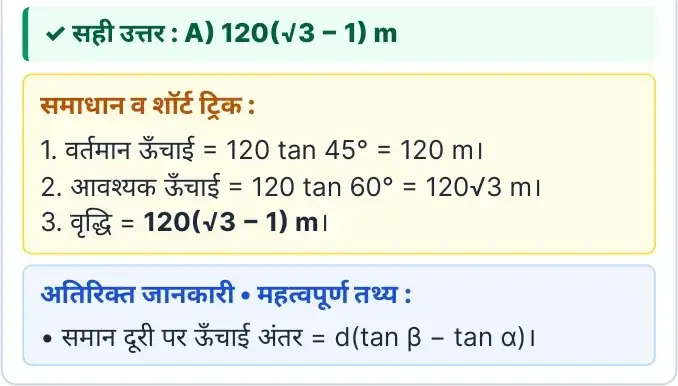 ✓ सही उत्तर : A) 120(√3 − 1) m
समाधान व शॉर्ट ट्रिक :
1. वर्तमान ऊँचाई = 120 tan 45° = 120 m।
2. आवश्यक ऊँचाई = 120 tan 60° = 120√3 m।
3. वृद्धि = 120(√3 − 1) m।
अतिरिक्त जानकारी • महत्वपूर्ण तथ्य :
• समान दूरी पर ऊँचाई अंतर = d(tan β − tan α)।